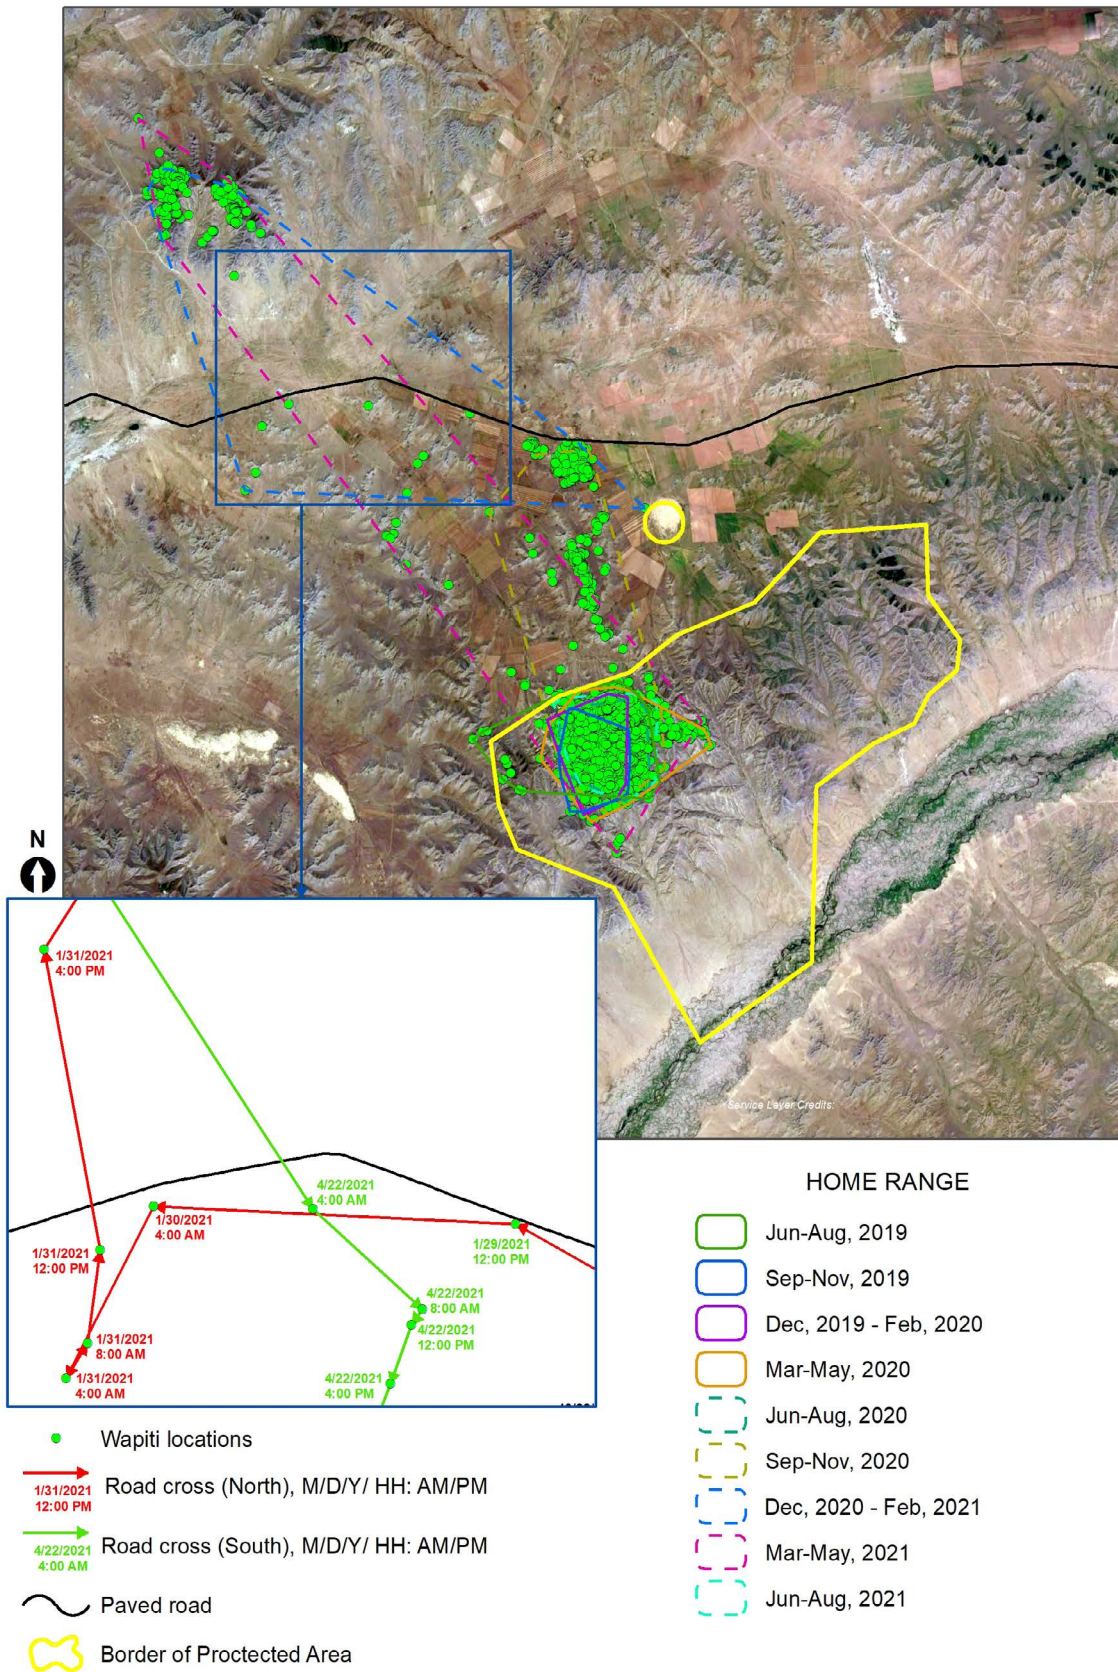 Service Layer Credits:
N
1/31/2021
4:00 PM
4/22/2021
4:00 AM
1/30/2021
4:00 AM
1/29/2021
12:00 PM
1/31/2021
12:00 PM
4/22/2021
8:00 AM
4/22/2021
12:00 PM
1/31/2021
8:00 AM
1/31/2021
4:00 AM
4/22/2021
4:00 PM
Wapiti locations
1/31/2021
12:00 PM
Road cross (North), M/D/Y/ HH: AM/PM
4/22/2021
4:00 AM
Road cross (South), M/D/Y/ HH: AM/PM
Paved road
Border of Proctected Area
HOME RANGE
Jun-Aug, 2019
Sep-Nov, 2019
Dec, 2019 - Feb, 2020
Mar-May, 2020
Jun-Aug, 2020
Sep-Nov, 2020
Dec, 2020 - Feb, 2021
Mar-May, 2021
Jun-Aug, 2021